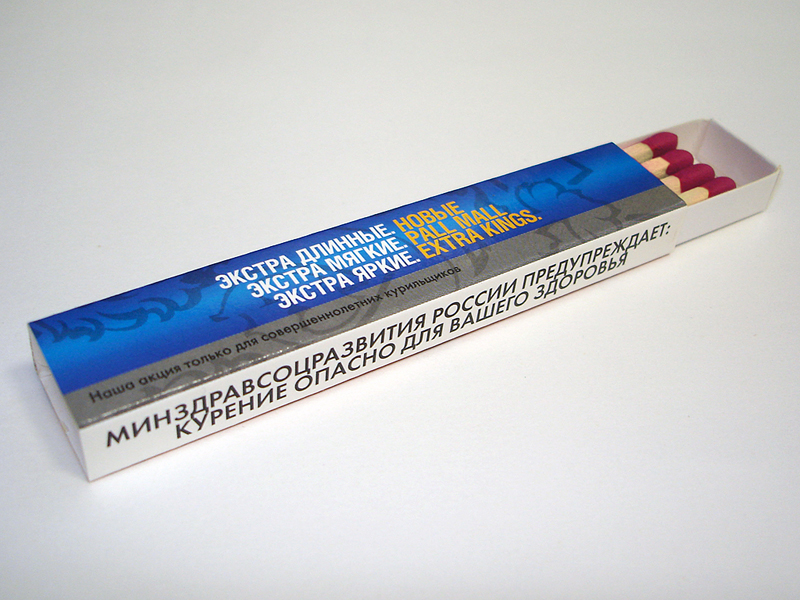 ЭКСТРА ДЛИННЫЕ. НОВЫЕ
ЭКСТРА МЯГКИЕ. PALL MALL
ЭКСТРА ЯРКИЕ. EXTRA KINGS.
Наша акция только для совершеннолетних курильщиков
МИНЗДРАВСОЦРАЗВИТИЯ РОССИИ ПРЕДУПРЕЖДАЕТ:
КУРЕНИЕ ОПАСНО ДЛЯ ВАШЕГО ЗДОРОВЬЯ